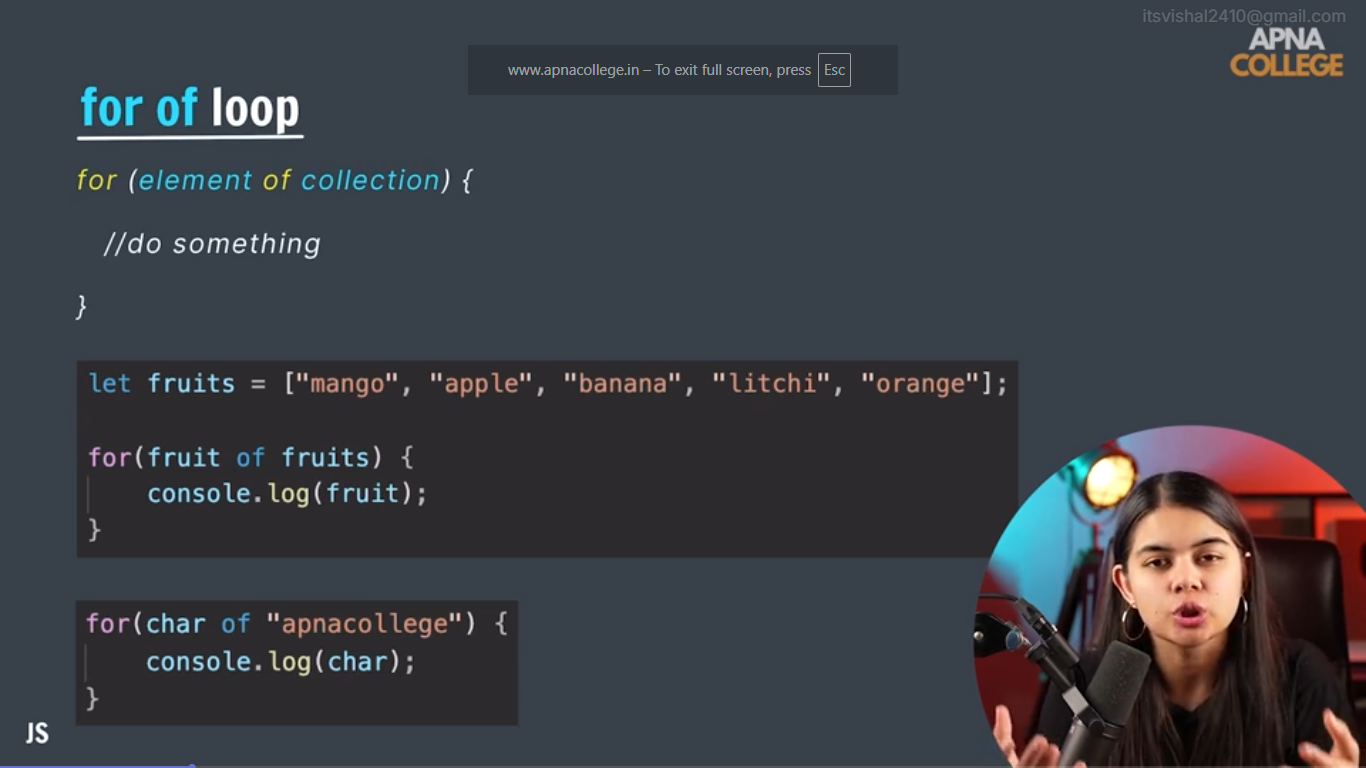 itsvishal2410@gmail.com
APNA
COLLEGE
www.apnacollege.in – To exit full screen, press Esc
for of loop
for (element of collection) {
//do something
}
let fruits = ["mango", "apple", "banana", "litchi", "orange"];
for(fruit of fruits) {
console.log(fruit);
}
for(char of "apnacollege") {
console.log(char);
}
JS